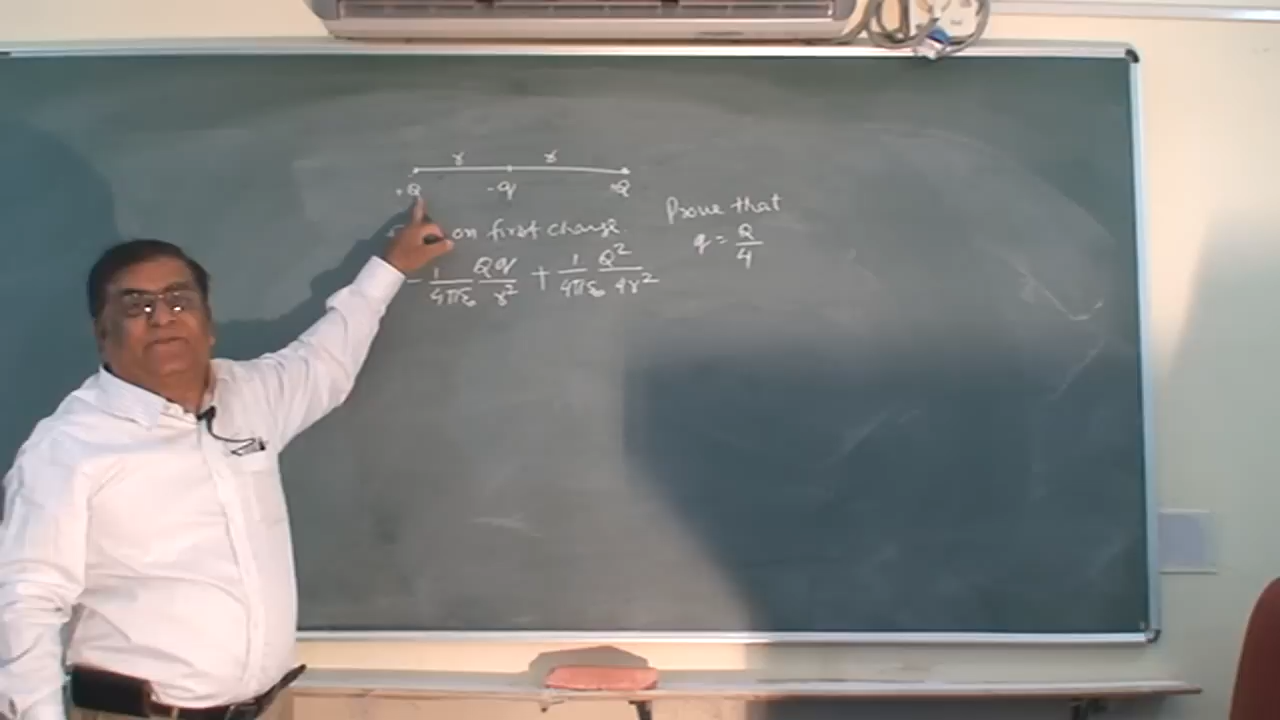 r r
+Q -q +Q
on first charge.
- 1/4πε₀ Qq/r² + 1/4πε₀ Q²/4r²
Prove that
q = Q/4